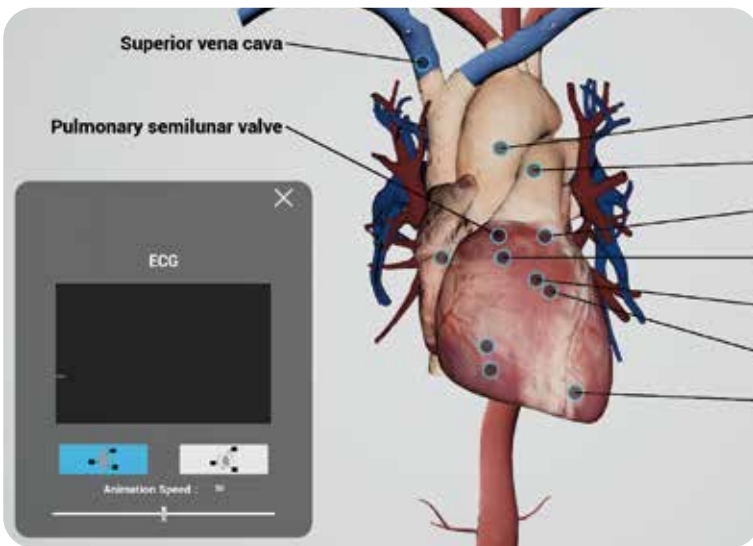 Superior vena cava
Pulmonary semilunar valve
ECG
Animation Speed :